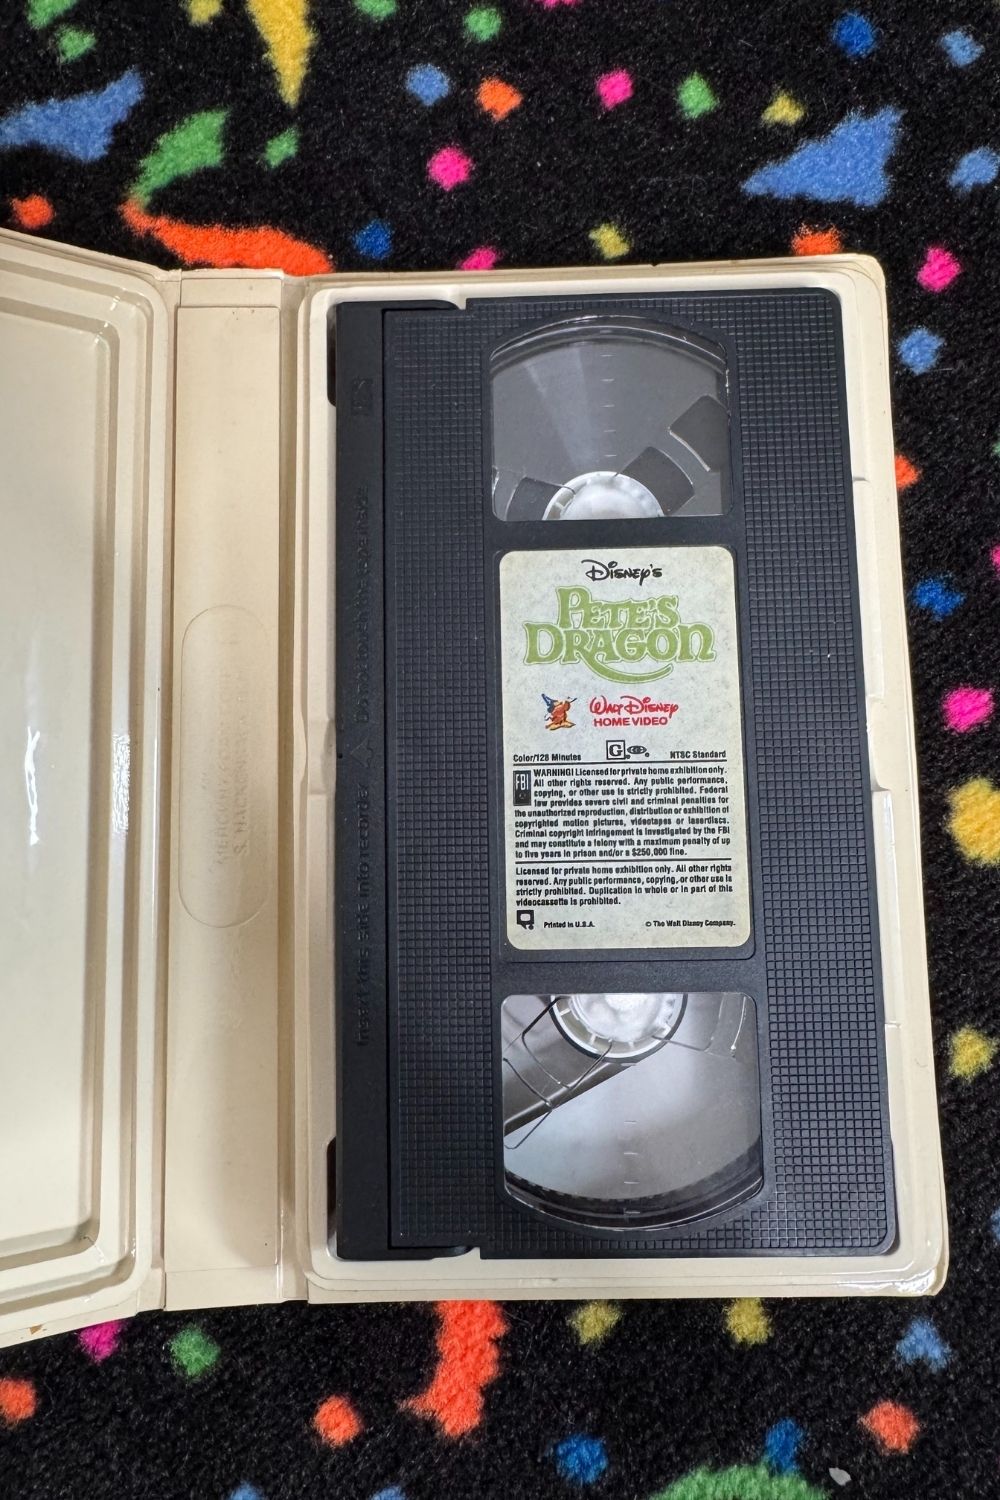 Disney's
PETE'S
DRAGON
WALT DISNEY
HOME VIDEO
G
Color/128 Minutes NTSC Standard
FBI
WARNING! Licensed for private home exhibition only.
All other rights reserved. Any public performance,
copying, or other use is strictly prohibited. Federal
law provides severe civil and criminal penalties for
the unauthorized reproduction, distribution or exhibition of
copyrighted motion pictures, videotapes or laserdiscs.
Criminal copyright infringement is investigated by the FBI
and may constitute a felony with a maximum penalty of up
to five years in prison and/or a $250,000 fine.
Licensed for private home exhibition only. All other rights
reserved. Any public performance, copying, or other use is
strictly prohibited. Duplication in whole or in part of this
videocassette is prohibited.
Printed in U.S.A. © The Walt Disney Company.
Insert this side into recorder
Do not touch the tape inside